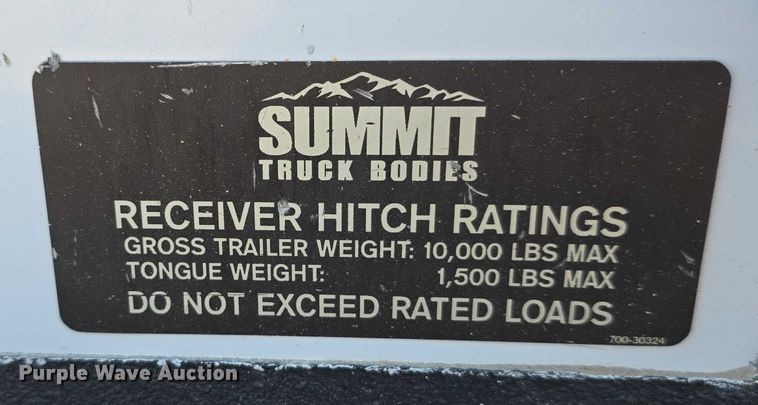 SUMMIT
TRUCK BODIES
RECEIVER HITCH RATINGS
GROSS TRAILER WEIGHT: 10,000 LBS MAX
TONGUE WEIGHT: 1,500 LBS MAX
DO NOT EXCEED RATED LOADS
700-30324
Purple Wave Auction